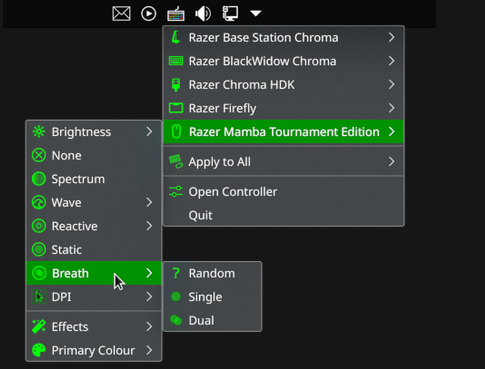 Razer Base Station Chroma
Razer BlackWidow Chroma
Razer Chroma HDK
Razer Firefly
Razer Mamba Tournament Edition
Apply to All
Open Controller
Quit
Brightness
None
Spectrum
Wave
Reactive
Static
Breath
DPI
Effects
Primary Colour
? Random
Single
Dual